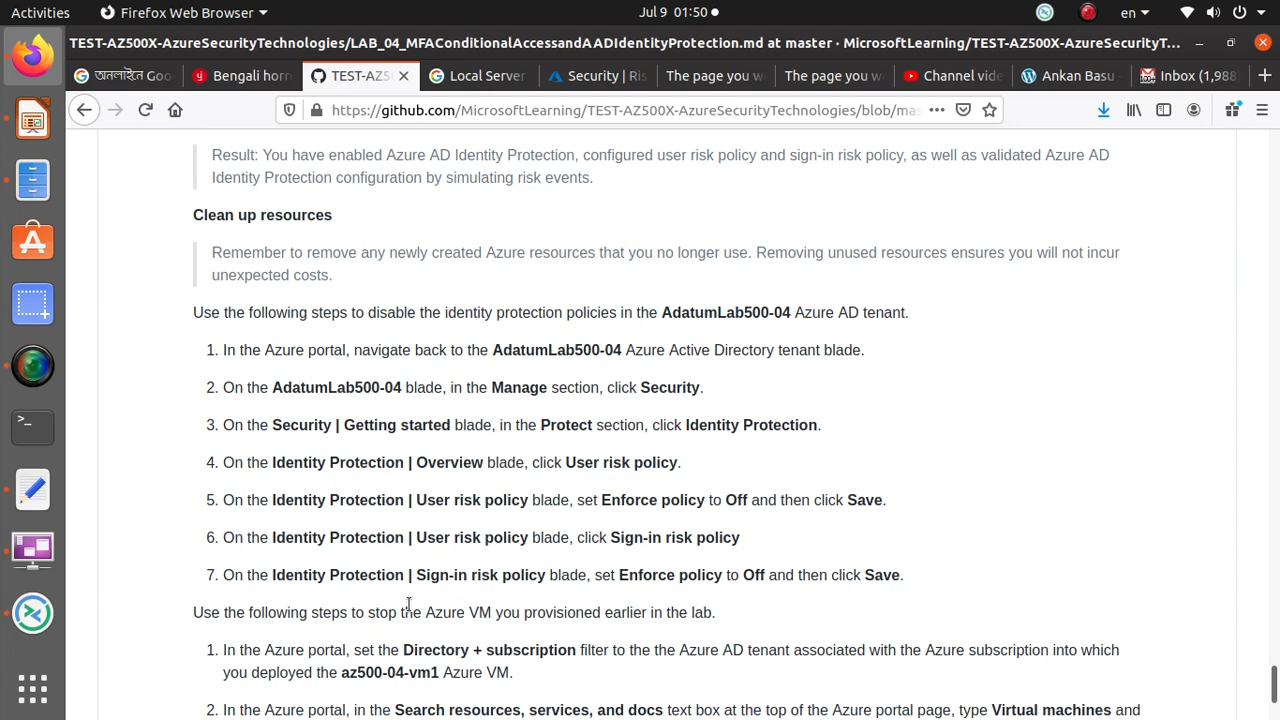 Activities Firefox Web Browser Jul 9 01:50 en
TEST-AZ500X-AzureSecurityTechnologies/LAB_04_MFAConditionalAccessandAADIdentityProtection.md at master · MicrosoftLearning/TEST-AZ500X-AzureSecurityT...
অনলাইন Goo Bengali horr TEST-AZ5 Local Server Security | Ris The page you w The page you w Channel vide Ankan Basu - Inbox (1,988
https://github.com/MicrosoftLearning/TEST-AZ500X-AzureSecurityTechnologies/blob/mas
Result: You have enabled Azure AD Identity Protection, configured user risk policy and sign-in risk policy, as well as validated Azure AD
Identity Protection configuration by simulating risk events.
Clean up resources
Remember to remove any newly created Azure resources that you no longer use. Removing unused resources ensures you will not incur
unexpected costs.
Use the following steps to disable the identity protection policies in the AdatumLab500-04 Azure AD tenant.
1. In the Azure portal, navigate back to the AdatumLab500-04 Azure Active Directory tenant blade.
2. On the AdatumLab500-04 blade, in the Manage section, click Security.
3. On the Security | Getting started blade, in the Protect section, click Identity Protection.
4. On the Identity Protection | Overview blade, click User risk policy.
5. On the Identity Protection | User risk policy blade, set Enforce policy to Off and then click Save.
6. On the Identity Protection | User risk policy blade, click Sign-in risk policy
7. On the Identity Protection | Sign-in risk policy blade, set Enforce policy to Off and then click Save.
Use the following steps to stop the Azure VM you provisioned earlier in the lab.
1. In the Azure portal, set the Directory + subscription filter to the the Azure AD tenant associated with the Azure subscription into which
you deployed the az500-04-vm1 Azure VM.
2. In the Azure portal, in the Search resources, services, and docs text box at the top of the Azure portal page, type Virtual machines and